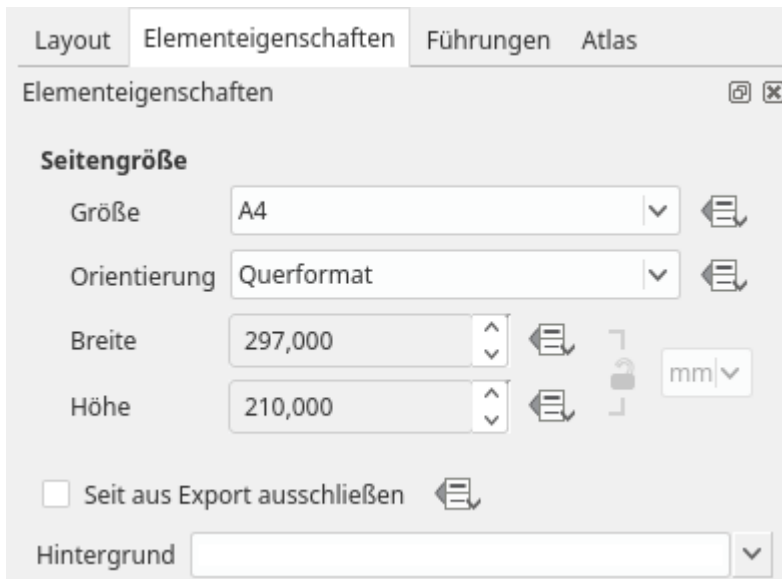 Layout Elementeigenschaften Führungen Atlas
Elementeigenschaften
Seitengröße
Größe A4
Orientierung Querformat
Breite 297,000
mm
Höhe 210,000
Seit aus Export ausschließen
Hintergrund